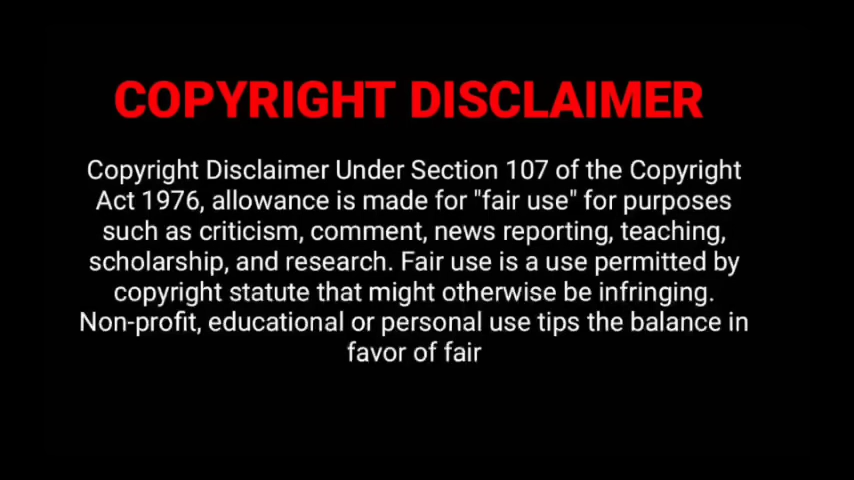 COPYRIGHT DISCLAIMER
Copyright Disclaimer Under Section 107 of the Copyright
Act 1976, allowance is made for "fair use" for purposes
such as criticism, comment, news reporting, teaching,
scholarship, and research. Fair use is a use permitted by
copyright statute that might otherwise be infringing.
Non-profit, educational or personal use tips the balance in
favor of fair